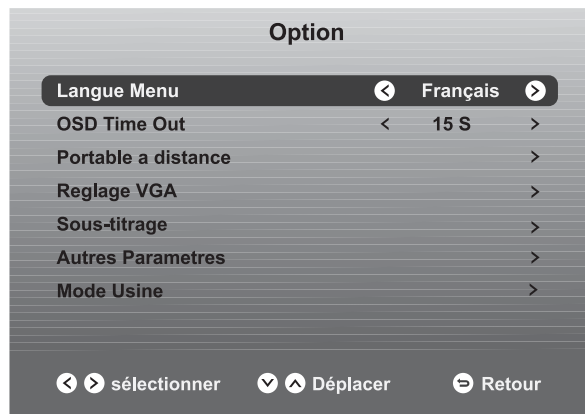 Option
Langue Menu Français
OSD Time Out 15 S
Portable a distance
Reglage VGA
Sous-titrage
Autres Parametres
Mode Usine
sélectionner Déplacer Retour